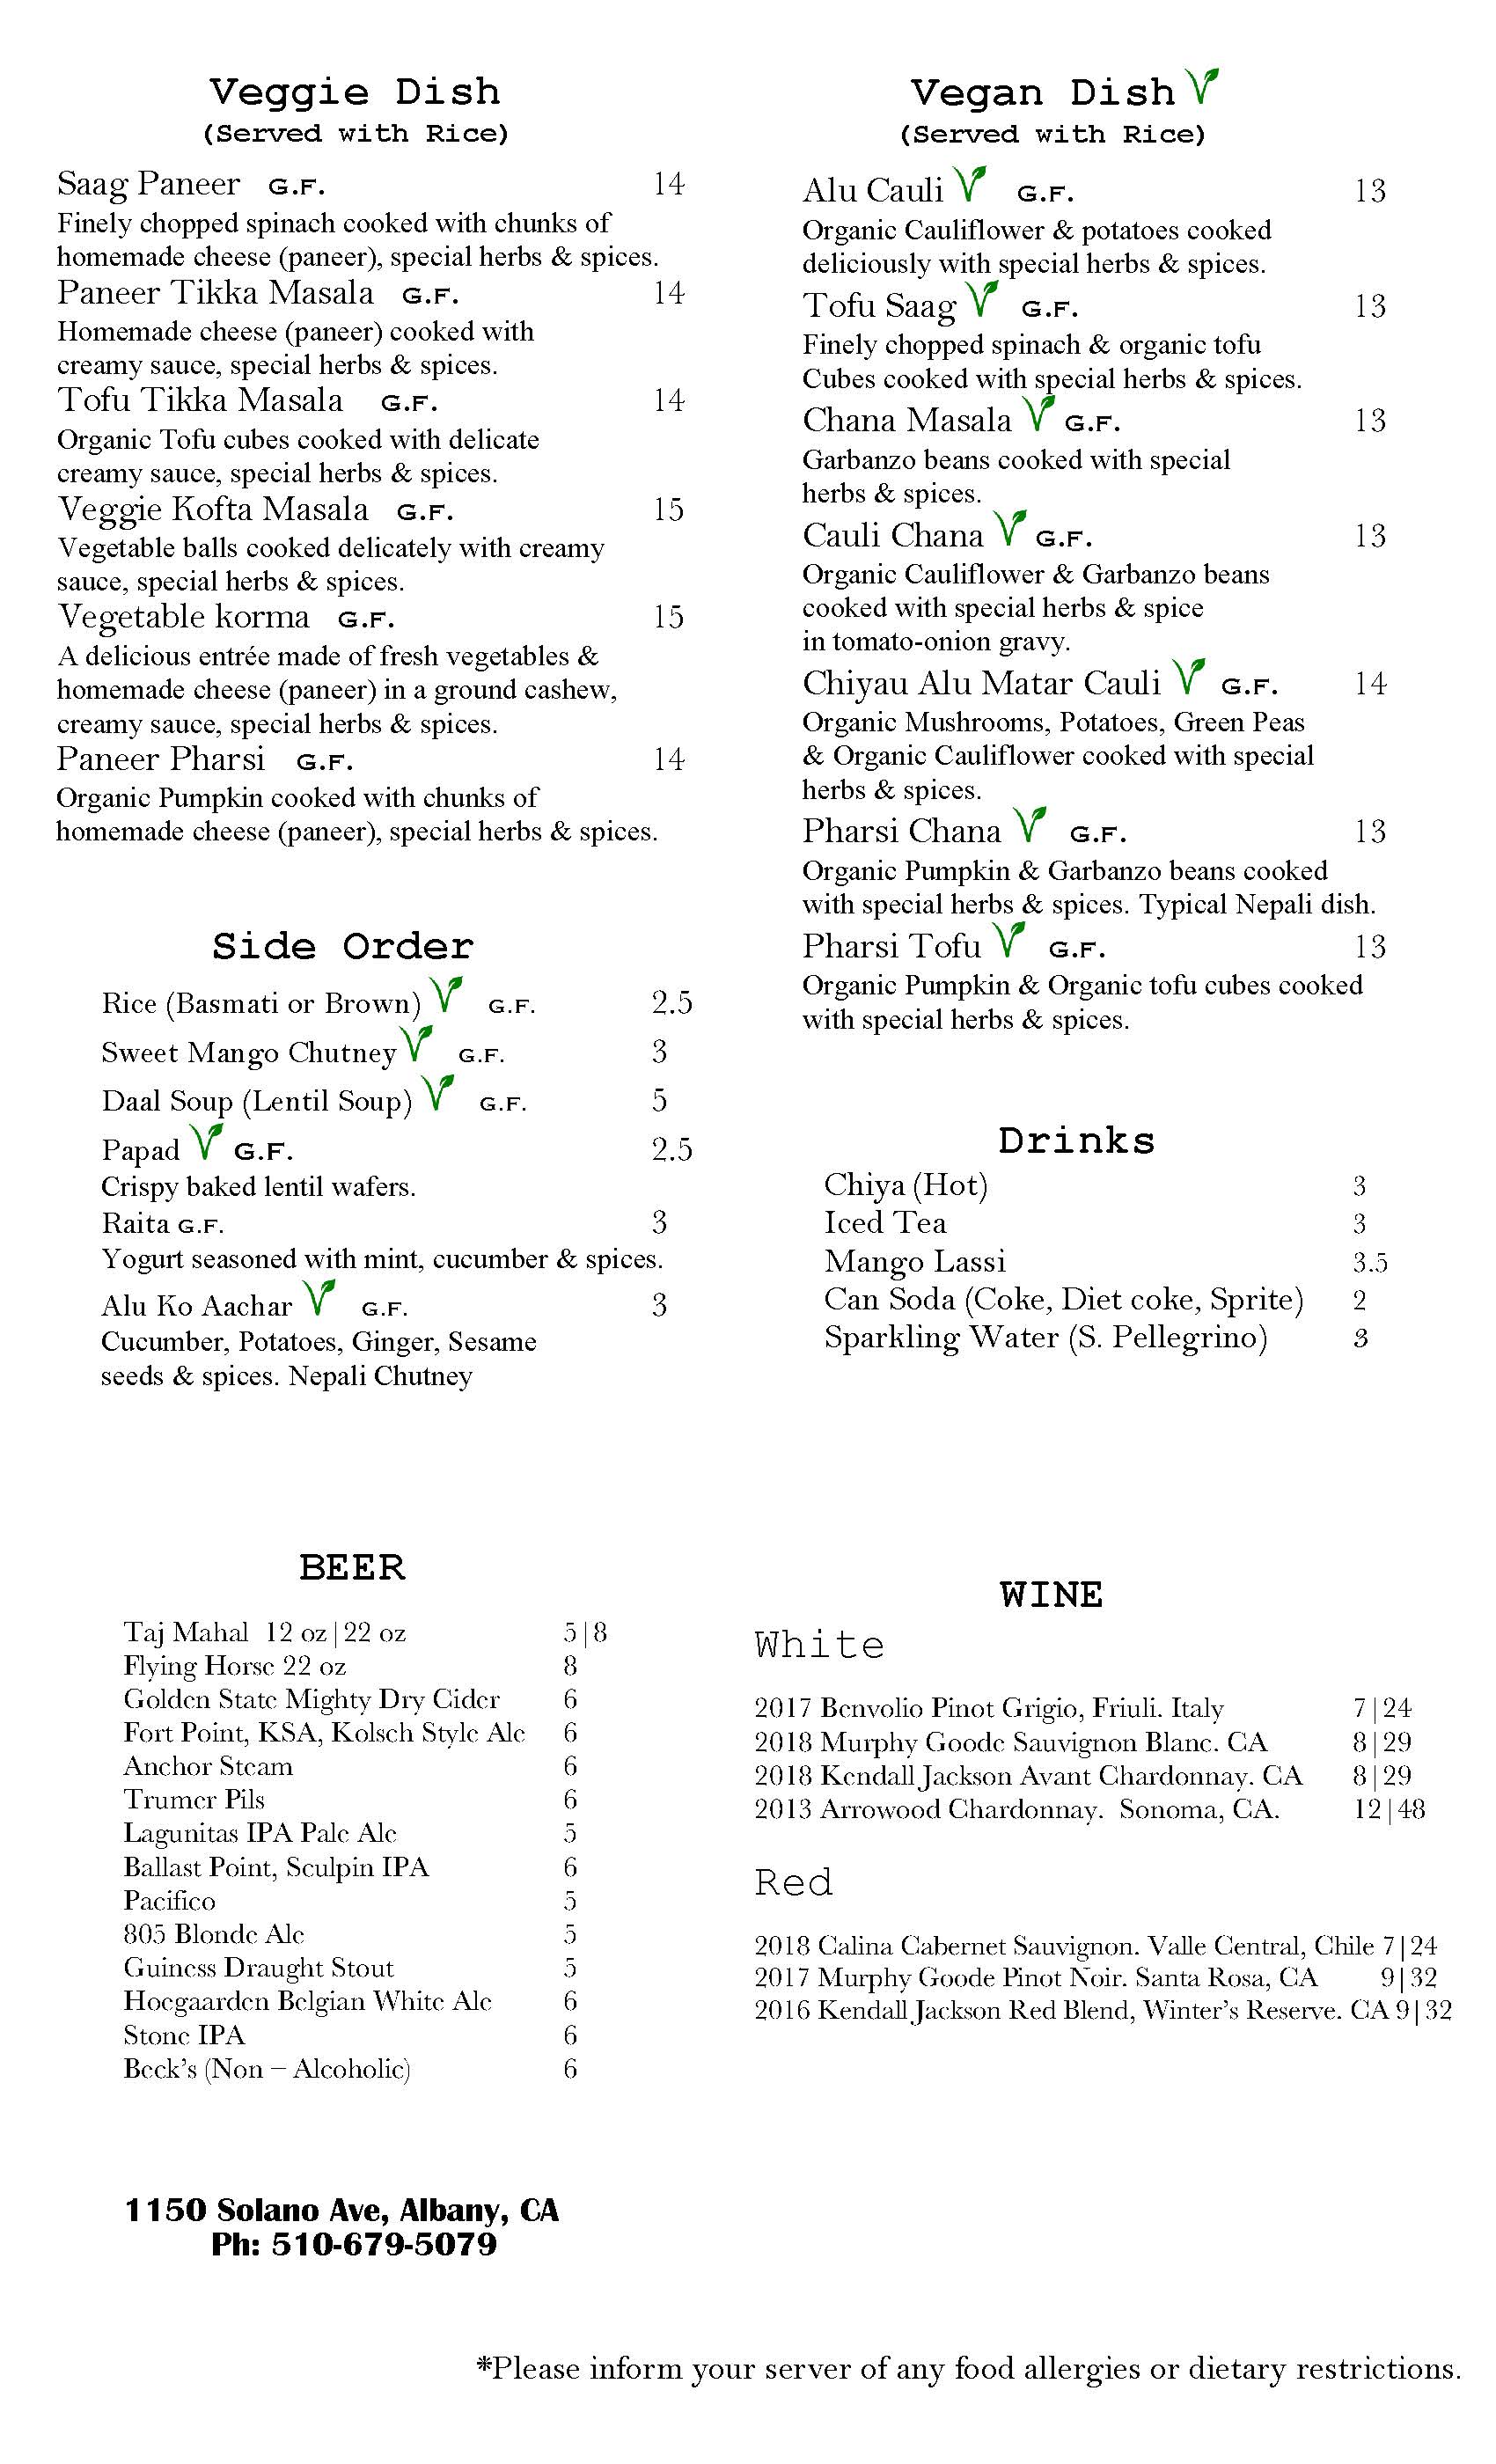 Veggie Dish
(Served with Rice)
Saag Paneer G.F. 14
Finely chopped spinach cooked with chunks of
homemade cheese (paneer), special herbs & spices.
Paneer Tikka Masala G.F. 14
Homemade cheese (paneer) cooked with
creamy sauce, special herbs & spices.
Tofu Tikka Masala G.F. 14
Organic Tofu cubes cooked with delicate
creamy sauce, special herbs & spices.
Veggie Kofta Masala G.F. 15
Vegetable balls cooked delicately with creamy
sauce, special herbs & spices.
Vegetable korma G.F. 15
A delicious entrée made of fresh vegetables &
homemade cheese (paneer) in a ground cashew,
creamy sauce, special herbs & spices.
Paneer Pharsi G.F. 14
Organic Pumpkin cooked with chunks of
homemade cheese (paneer), special herbs & spices.
Side Order
Rice (Basmati or Brown) V G.F. 2.5
Sweet Mango Chutney V G.F. 3
Daal Soup (Lentil Soup) V G.F. 5
Papad V G.F. 2.5
Crispy baked lentil wafers.
Raita G.F. 3
Yogurt seasoned with mint, cucumber & spices.
Alu Ko Aachar V G.F. 3
Cucumber, Potatoes, Ginger, Sesame
seeds & spices. Nepali Chutney
Vegan Dish V
(Served with Rice)
Alu Cauli V G.F. 13
Organic Cauliflower & potatoes cooked
deliciously with special herbs & spices.
Tofu Saag V G.F. 13
Finely chopped spinach & organic tofu
Cubes cooked with special herbs & spices.
Chana Masala V G.F. 13
Garbanzo beans cooked with special
herbs & spices.
Cauli Chana V G.F. 13
Organic Cauliflower & Garbanzo beans
cooked with special herbs & spice
in tomato-onion gravy.
Chiyau Alu Matar Cauli V G.F. 14
Organic Mushrooms, Potatoes, Green Peas
& Organic Cauliflower cooked with special
herbs & spices.
Pharsi Chana V G.F. 13
Organic Pumpkin & Garbanzo beans cooked
with special herbs & spices. Typical Nepali dish.
Pharsi Tofu V G.F. 13
Organic Pumpkin & Organic tofu cubes cooked
with special herbs & spices.
Drinks
Chiya (Hot) 3
Iced Tea 3
Mango Lassi 3.5
Can Soda (Coke, Diet coke, Sprite) 2
Sparkling Water (S. Pellegrino) 3
BEER
Taj Mahal 12 oz|22 oz 5|8
Flying Horse 22 oz 8
Golden State Mighty Dry Cider 6
Fort Point, KSA, Kolsch Style Ale 6
Anchor Steam 6
Trumer Pils 6
Lagunitas IPA Pale Ale 5
Ballast Point, Sculpin IPA 6
Pacifico 5
805 Blonde Ale 5
Guiness Draught Stout 5
Hoegaarden Belgian White Ale 6
Stone IPA 6
Beck's (Non – Alcoholic) 6
WINE
White
2017 Benvolio Pinot Grigio, Friuli. Italy 7|24
2018 Murphy Goode Sauvignon Blanc. CA 8|29
2018 Kendall Jackson Avant Chardonnay. CA 8|29
2013 Arrowood Chardonnay. Sonoma, CA. 12|48
Red
2018 Calina Cabernet Sauvignon. Valle Central, Chile 7|24
2017 Murphy Goode Pinot Noir. Santa Rosa, CA 9|32
2016 Kendall Jackson Red Blend, Winter's Reserve. CA 9|32
1150 Solano Ave, Albany, CA
Ph: 510-679-5079
*Please inform your server of any food allergies or dietary restrictions.